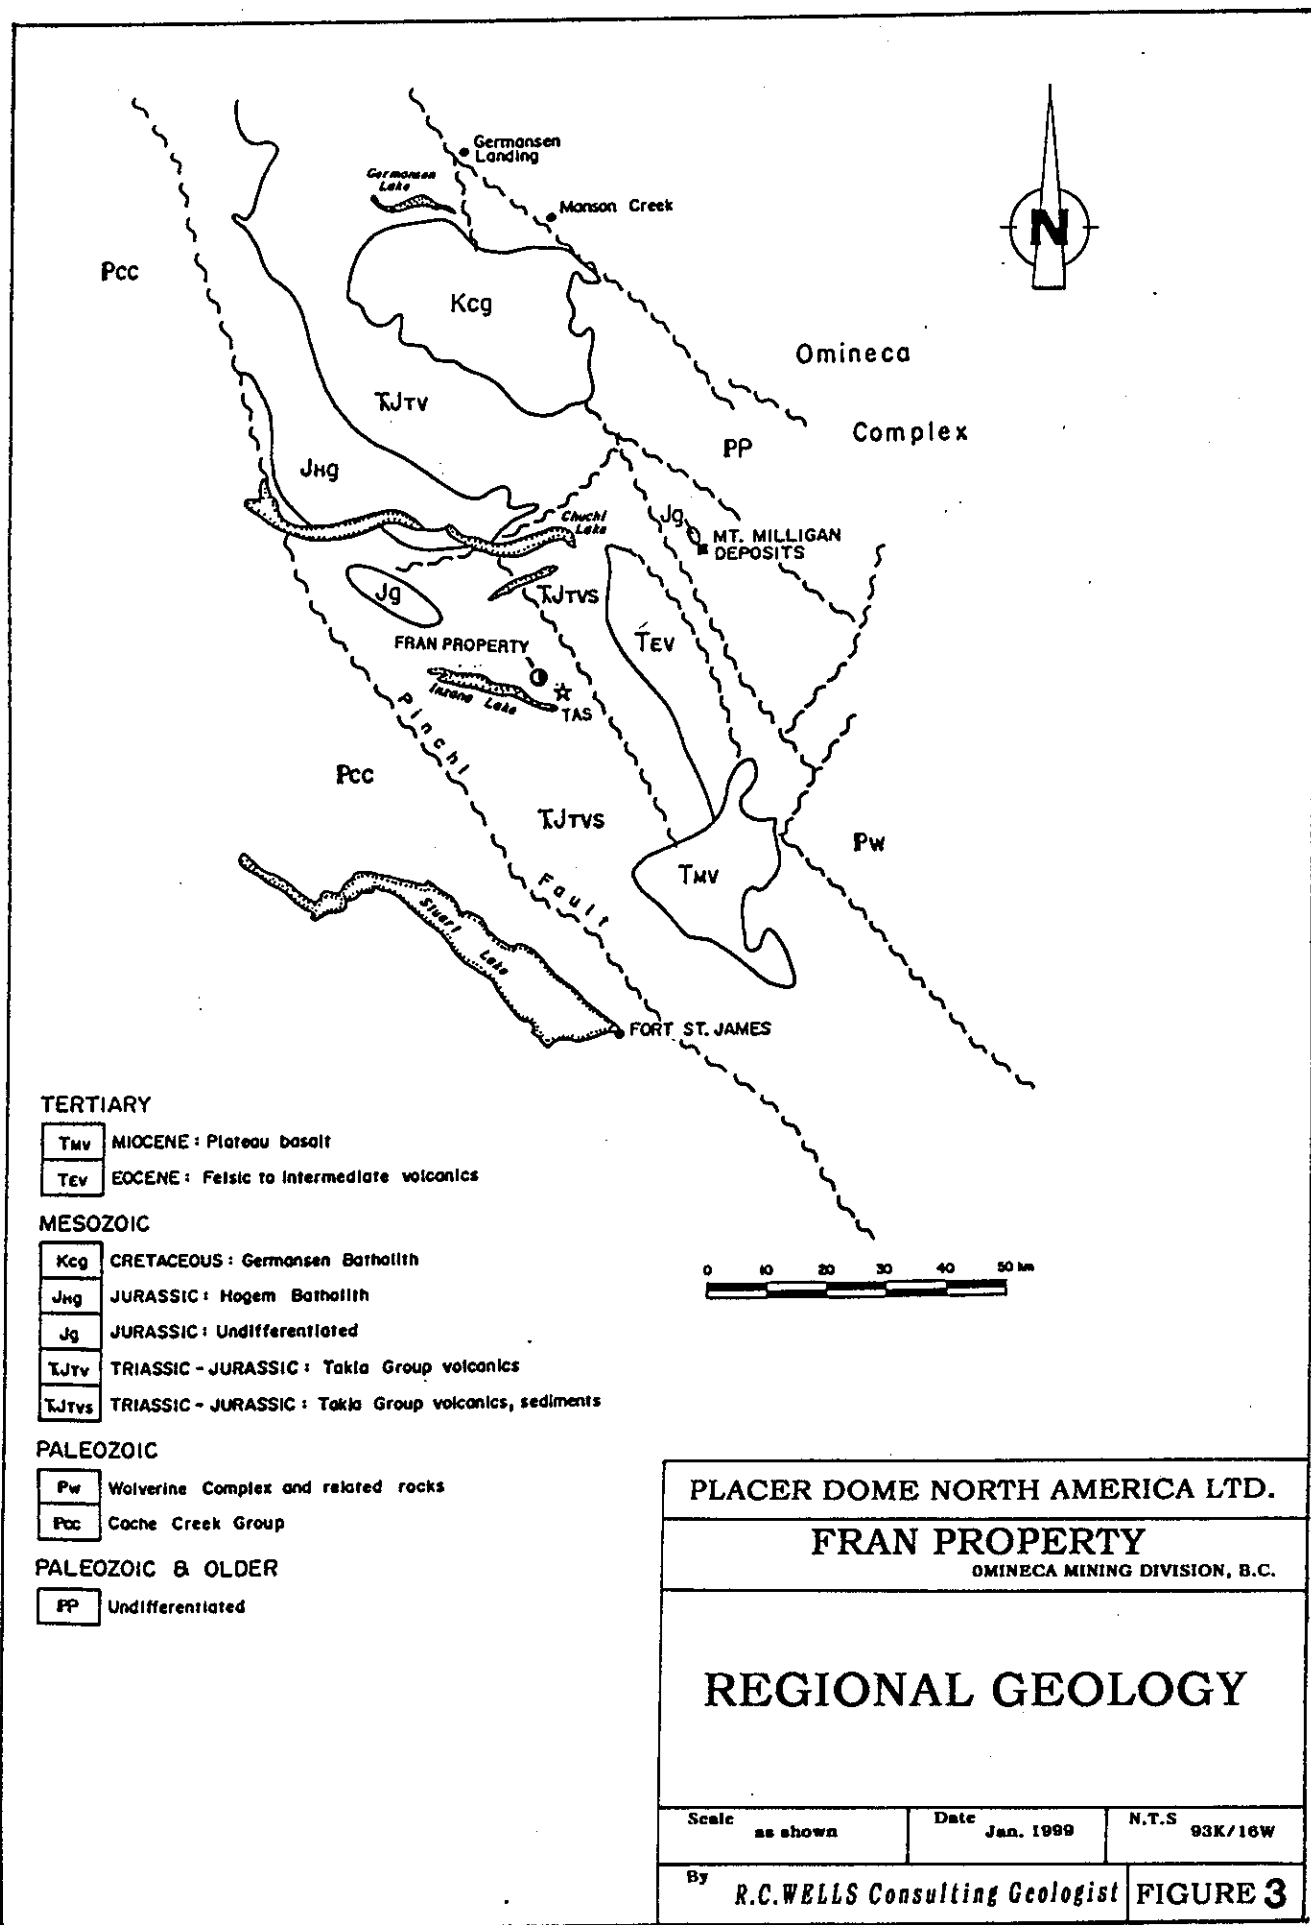 Germansen
Landing
Germansen
Lake
Manson Creek
N
Pcc
Kcg
Omineca
Complex
TJTV
PP
JHg
Chuchi
Lake
Jg
MT. MILLIGAN
DEPOSITS
Jg
TJTVS
FRAN PROPERTY
TEV
Inzana Lake
TAS
Pinchi
Fault
Pcc
TJTVS
TMV
Pw
Stuart
Lake
FORT ST. JAMES
TERTIARY
TMV MIOCENE : Plateau basalt
TEV EOCENE : Felsic to intermediate volcanics
MESOZOIC
Kcg CRETACEOUS : Germansen Batholith
JHg JURASSIC : Hogem Batholith
Jg JURASSIC : Undifferentiated
TJTV TRIASSIC - JURASSIC : Takla Group volcanics
TJTVS TRIASSIC - JURASSIC : Takla Group volcanics, sediments
PALEOZOIC
Pw Wolverine Complex and related rocks
Pcc Cache Creek Group
PALEOZOIC & OLDER
PP Undifferentiated
0 10 20 30 40 50 km
PLACER DOME NORTH AMERICA LTD.
FRAN PROPERTY
OMINECA MINING DIVISION, B.C.
REGIONAL GEOLOGY
Scale as shown
Date Jan. 1999
N.T.S 93K/16W
By R.C.WELLS Consulting Geologist
FIGURE 3